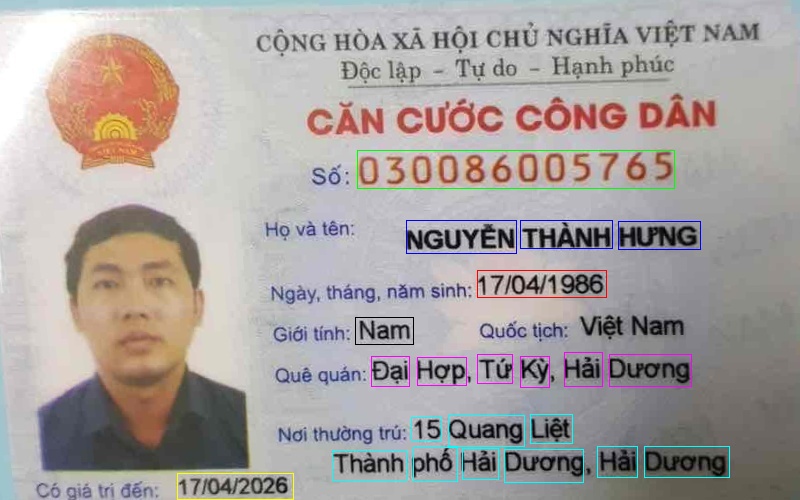 CỘNG HÒA XÃ HỘI CHỦ NGHĨA VIỆT NAM
Độc lập - Tự do - Hạnh phúc
CĂN CƯỚC CÔNG DÂN
Số: 030086005765
Họ và tên: NGUYỄN THÀNH HƯNG
Ngày, tháng, năm sinh: 17/04/1986
Giới tính: Nam Quốc tịch: Việt Nam
Quê quán: Đại Hợp, Tứ Kỳ, Hải Dương
Nơi thường trú: 15 Quang Liệt
Thành phố Hải Dương, Hải Dương
Có giá trị đến: 17/04/2026